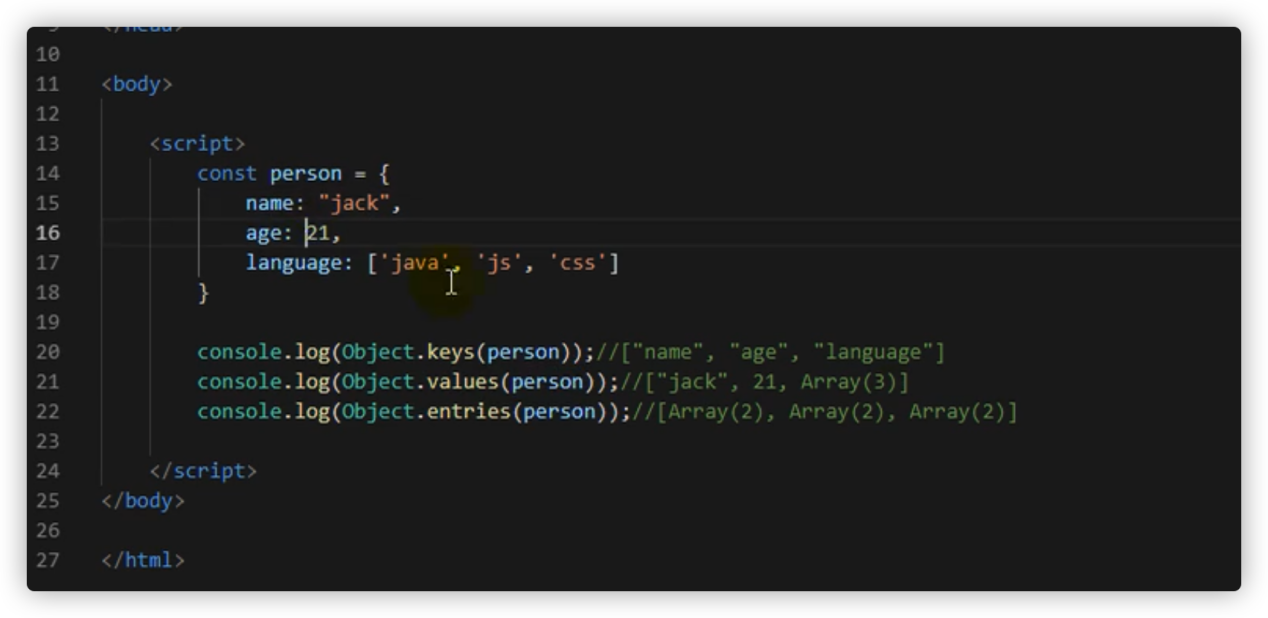 9 </head>
10
11 <body>
12
13 <script>
14 const person = {
15 name: "jack",
16 age: 21,
17 language: ['java', 'js', 'css']
18 }
19
20 console.log(Object.keys(person));//["name", "age", "language"]
21 console.log(Object.values(person));//["jack", 21, Array(3)]
22 console.log(Object.entries(person));//[Array(2), Array(2), Array(2)]
23
24 </script>
25 </body>
26
27 </html>